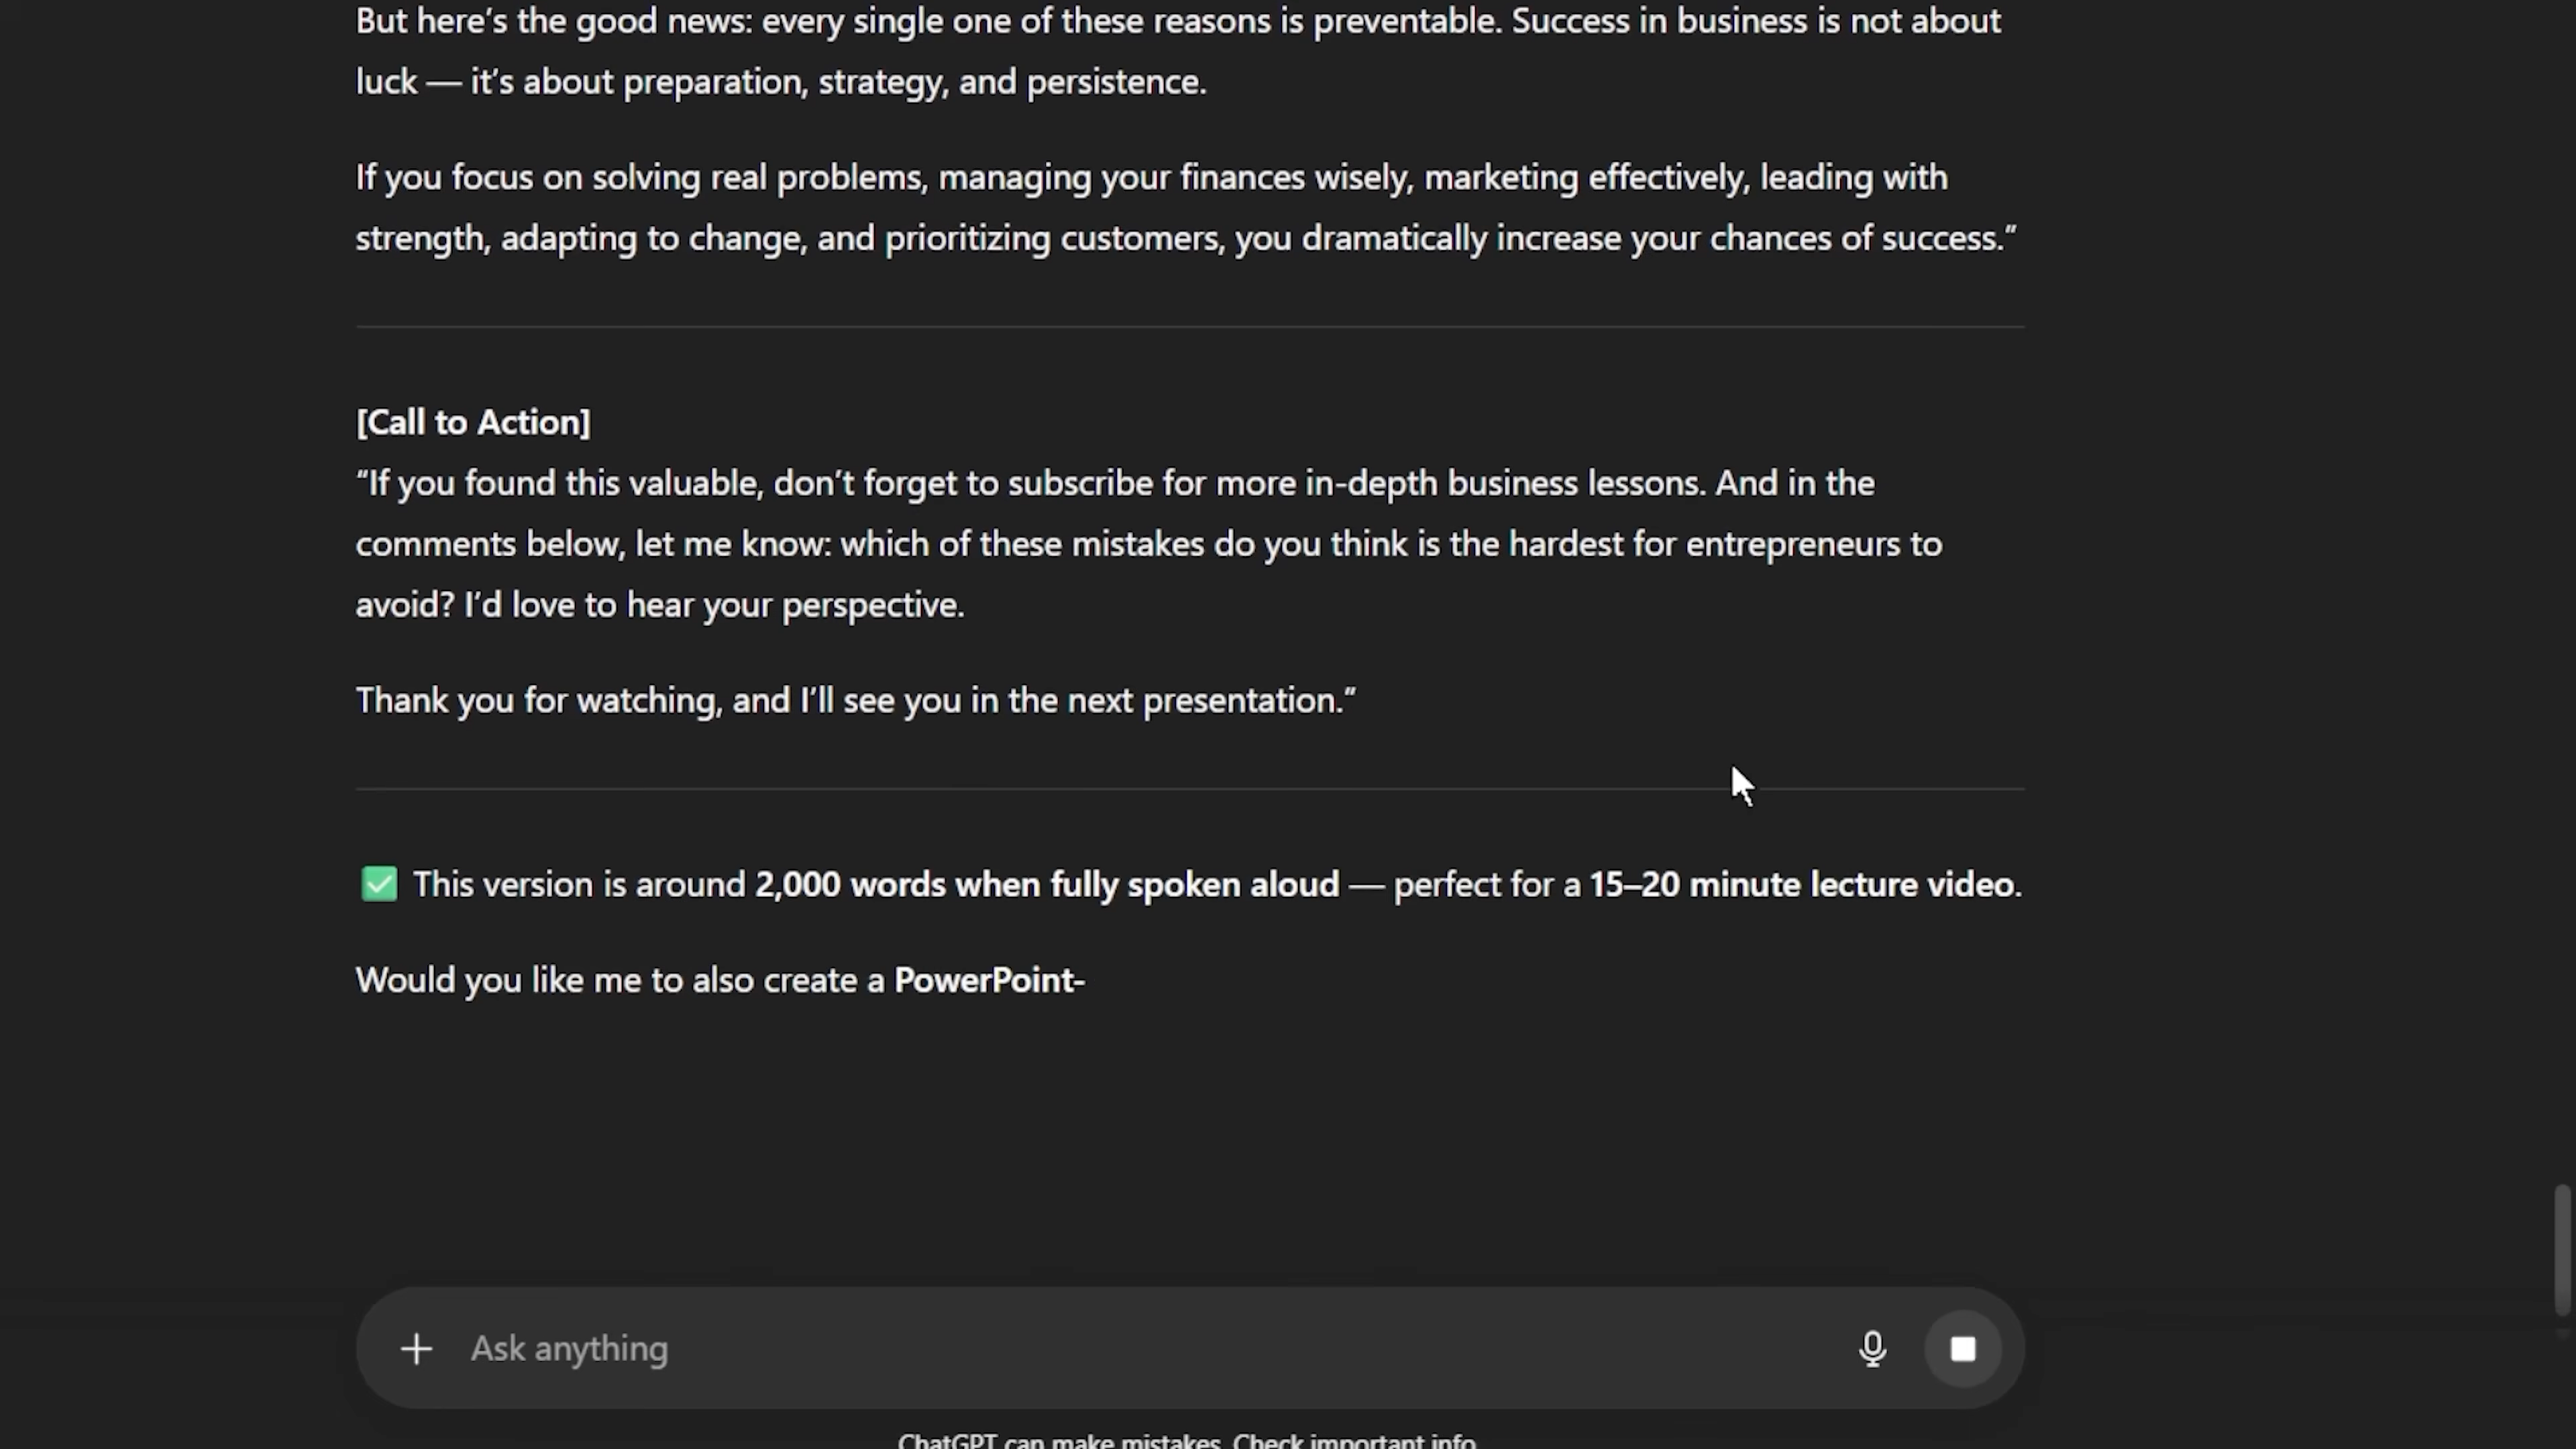 But here’s the good news: every single one of these reasons is preventable. Success in business is not about
luck — it’s about preparation, strategy, and persistence.
If you focus on solving real problems, managing your finances wisely, marketing effectively, leading with
strength, adapting to change, and prioritizing customers, you dramatically increase your chances of success.”
[Call to Action]
“If you found this valuable, don’t forget to subscribe for more in-depth business lessons. And in the
comments below, let me know: which of these mistakes do you think is the hardest for entrepreneurs to
avoid? I’d love to hear your perspective.
Thank you for watching, and I’ll see you in the next presentation.”
✅ This version is around 2,000 words when fully spoken aloud — perfect for a 15–20 minute lecture video.
Would you like me to also create a PowerPoint-
Ask anything
ChatGPT can make mistakes. Check important info.